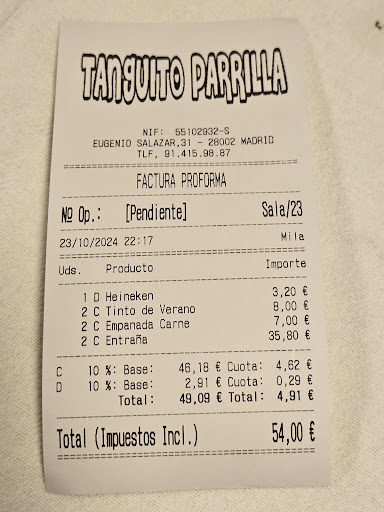 TANGUITO PARRILLA
NIF: 55102932-S
EUGENIO SALAZAR,31 - 28002 MADRID
TLF, 91.415.98.87
FACTURA PROFORMA
Nº Op.: [Pendiente] Sala/23
23/10/2024 22:17 Mila
Uds. Producto Importe
1 D Heineken 3,20 €
2 C Tinto de Verano 8,00 €
2 C Empanada Carne 7,00 €
2 C Entraña 35,80 €
C 10 %: Base: 46,18 € Cuota: 4,62 €
D 10 %: Base: 2,91 € Cuota: 0,29 €
Total: 49,09 € Total: 4,91 €
Total (Impuestos Incl.) 54,00 €